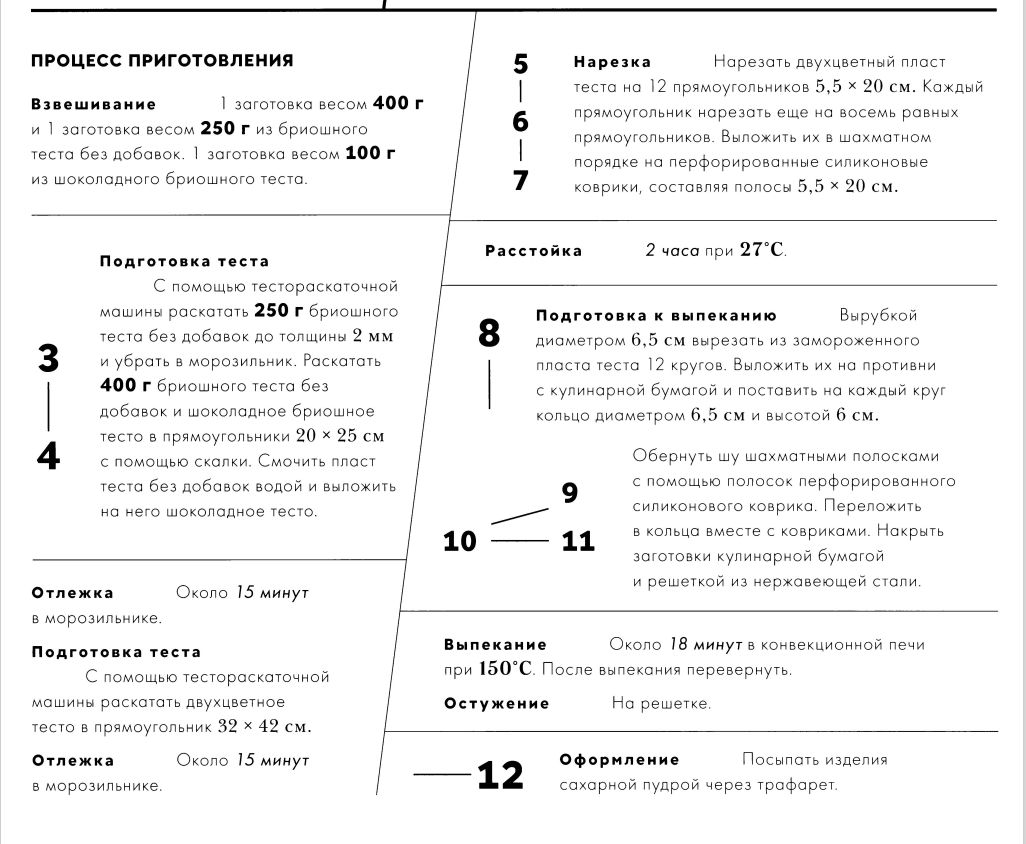 ПРОЦЕСС ПРИГОТОВЛЕНИЯ
Взвешивание 1 заготовка весом 400 г
и 1 заготовка весом 250 г из бриошного
теста без добавок. 1 заготовка весом 100 г
из шоколадного бриошного теста.
3
4
Подготовка теста
С помощью тестораскаточной
машины раскатать 250 г бриошного
теста без добавок до толщины 2 мм
и убрать в морозильник. Раскатать
400 г бриошного теста без
добавок и шоколадное бриошное
тесто в прямоугольники 20 × 25 см
с помощью скалки. Смочить пласт
теста без добавок водой и выложить
на него шоколадное тесто.
Отлежка Около 15 минут
в морозильнике.
Подготовка теста
С помощью тестораскаточной
машины раскатать двухцветное
тесто в прямоугольник 32 × 42 см.
Отлежка Около 15 минут
в морозильнике.
5
6
7
Нарезка Нарезать двухцветный пласт
теста на 12 прямоугольников 5,5 × 20 см. Каждый
прямоугольник нарезать еще на восемь равных
прямоугольников. Выложить их в шахматном
порядке на перфорированные силиконовые
коврики, составляя полосы 5,5 × 20 см.
Расстойка 2 часа при 27°C.
8
Подготовка к выпеканию Вырубкой
диаметром 6,5 см вырезать из замороженного
пласта теста 12 кругов. Выложить их на противни
с кулинарной бумагой и поставить на каждый круг
кольцо диаметром 6,5 см и высотой 6 см.
9
10 11
Обернуть шу шахматными полосками
с помощью полосок перфорированного
силиконового коврика. Переложить
в кольца вместе с ковриками. Накрыть
заготовки кулинарной бумагой
и решеткой из нержавеющей стали.
Выпекание Около 18 минут в конвекционной печи
при 150°C. После выпекания перевернуть.
Остужение На решетке.
12
Оформление Посыпать изделия
сахарной пудрой через трафарет.